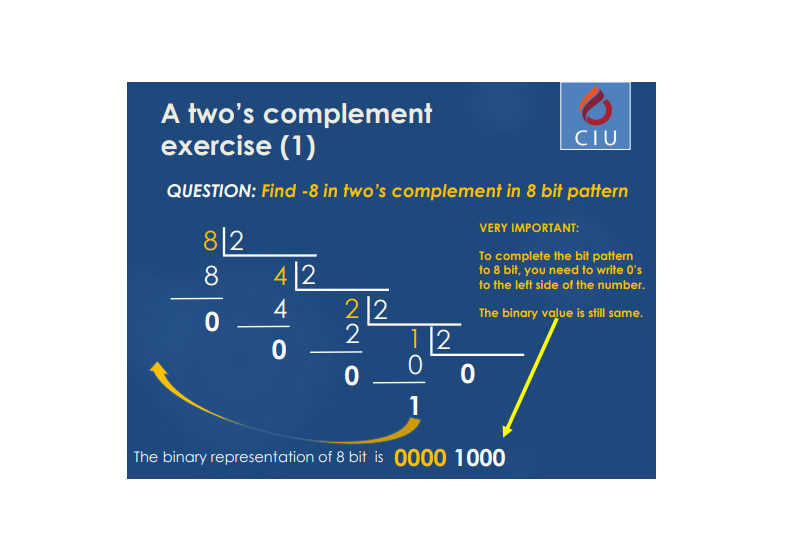 A two's complement
exercise (1)
CIU
QUESTION: Find -8 in two's complement in 8 bit pattern
VERY IMPORTANT:
To complete the bit pattern
to 8 bit, you need to write 0's
to the left side of the number.
The binary value is still same.
8 2
8 4 2
0 4 2 2
0 2 1 2
0 0 0
1
The binary representation of 8 bit is 0000 1000